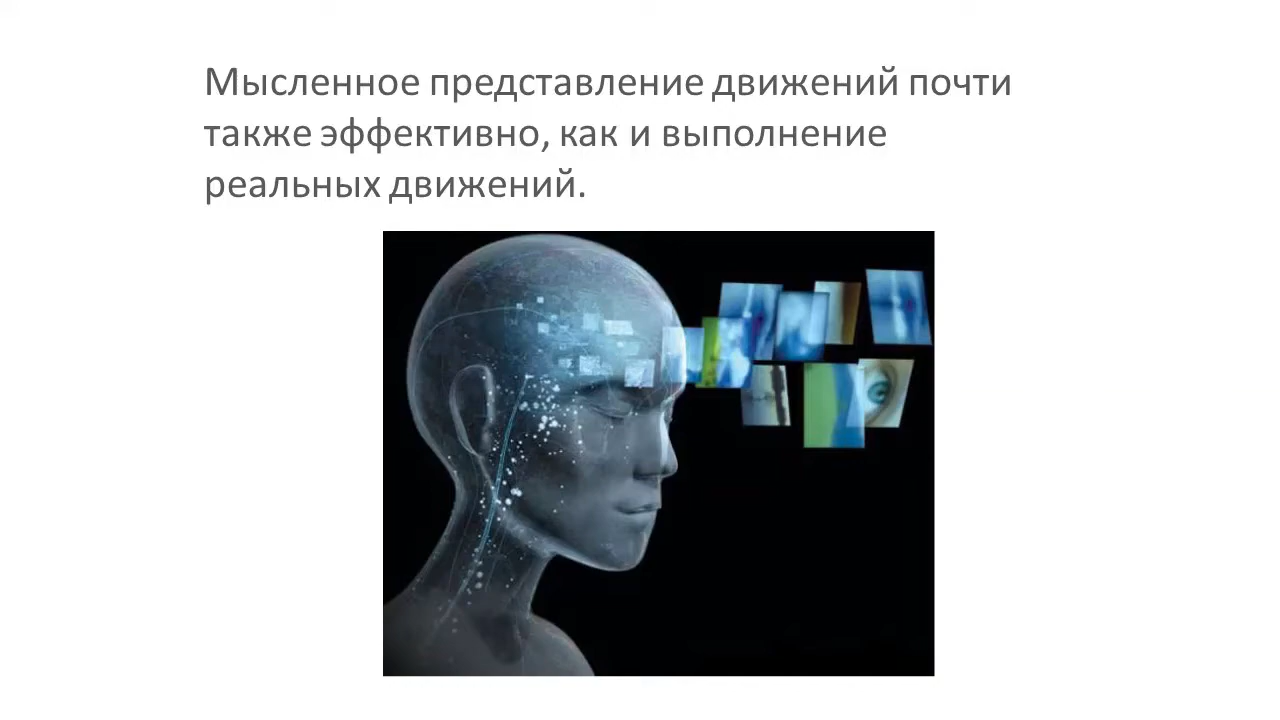 Мысленное представление движений почти
также эффективно, как и выполнение
реальных движений.